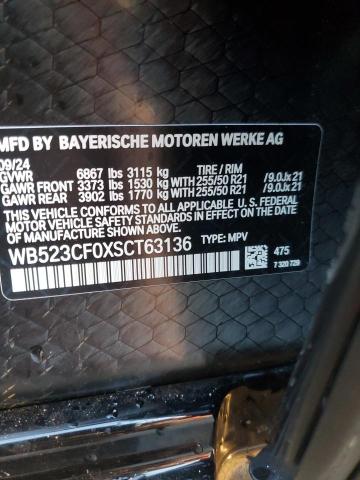 MFD BY BAYERISCHE MOTOREN WERKE AG
09/24
GVWR 6867 lbs 3115 kg TIRE / RIM
GAWR FRONT 3373 lbs 1530 kg WITH 255/50 R21 /9.0Jx21
GAWR REAR 3902 lbs 1770 kg WITH 255/50 R21 /9.0Jx21
THIS VEHICLE CONFORMS TO ALL APPLICABLE U.S. FEDERAL
MOTOR VEHICLE SAFETY STANDARDS IN EFFECT ON THE
DATE OF MANUFACTURE SHOWN ABOVE.
WB523CF0XSCT63136 TYPE: MPV 475
7 320 729